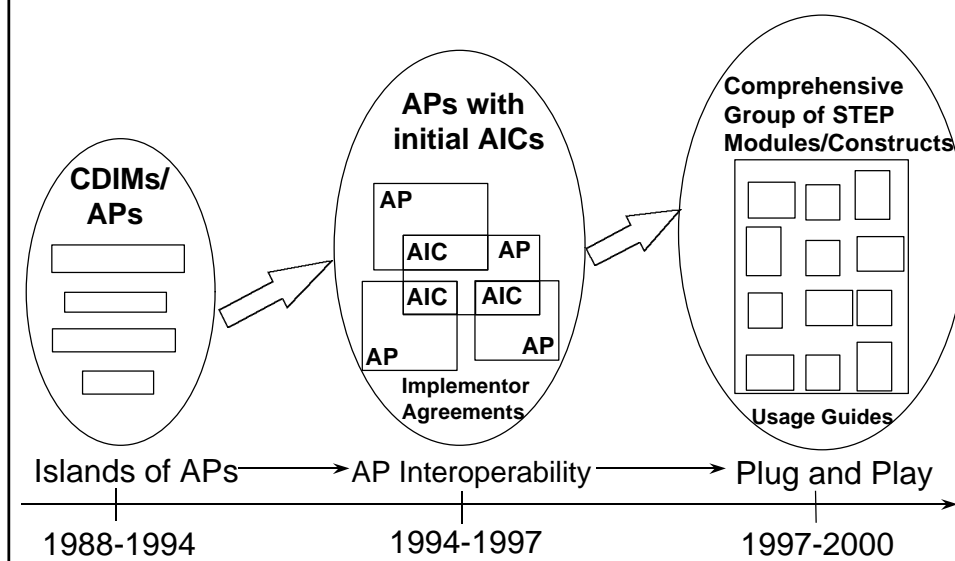 CDIMs/
APs
APs with
initial AICs
AP
AIC
AP
AIC
AIC
AP
AP
Implementor
Agreements
Comprehensive
Group of STEP
Modules/Constructs
Usage Guides
Islands of APs
AP Interoperability
Plug and Play
1988-1994
1994-1997
1997-2000